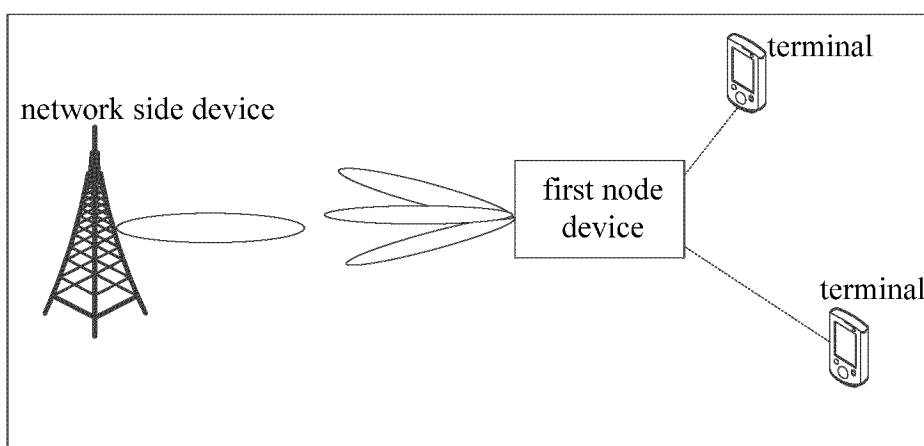 terminal
network side device
first node
device
terminal